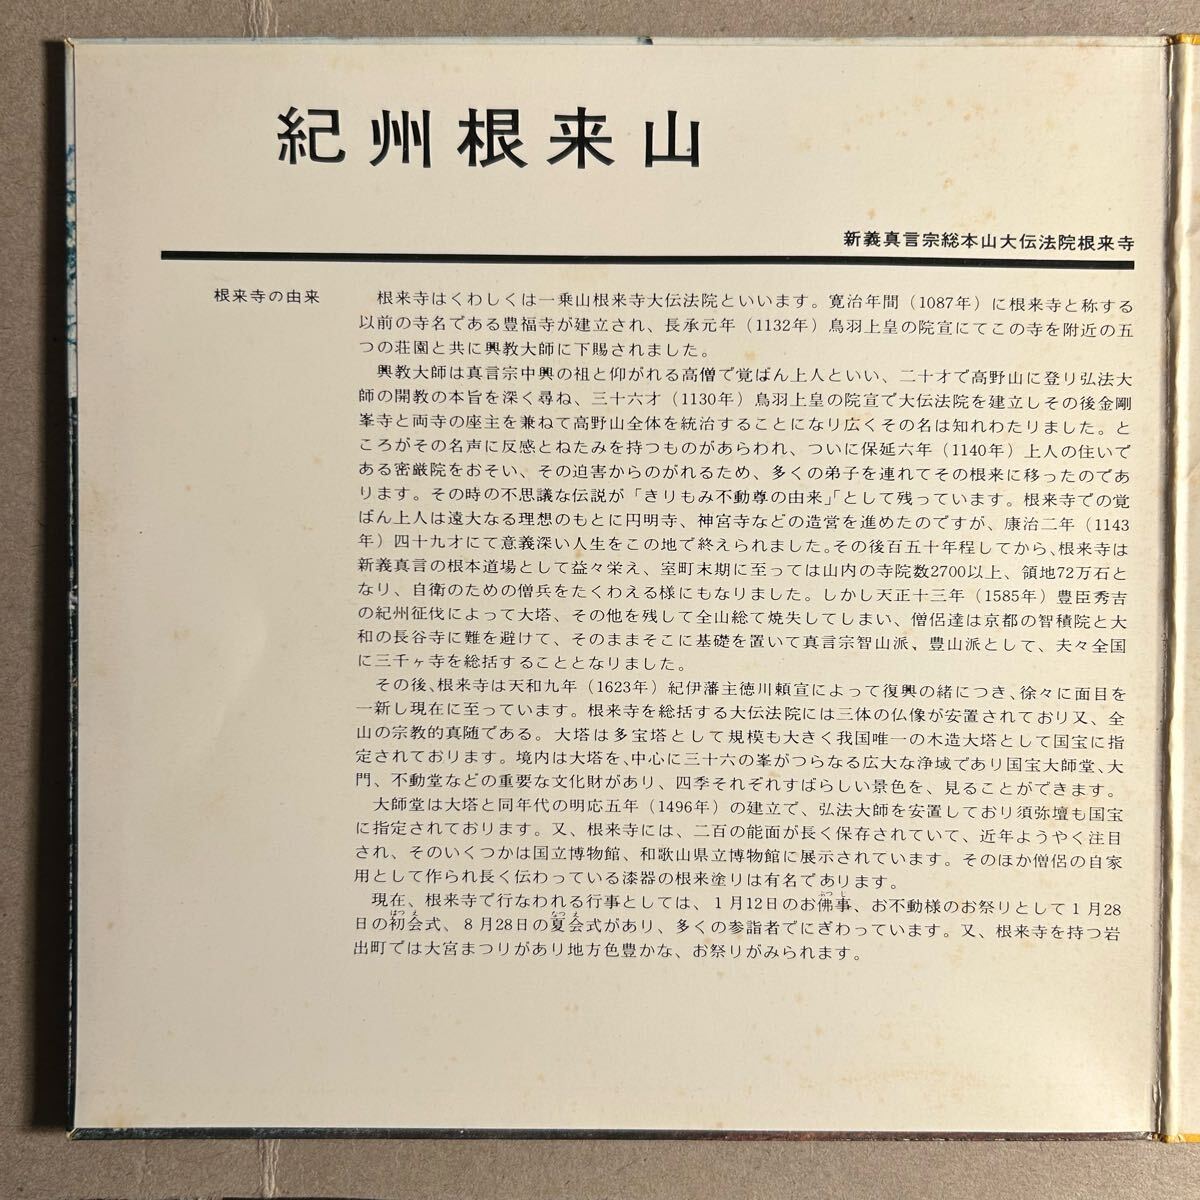 紀州根来山
新義真言宗総本山大伝法院根来寺
根来寺の由来
根来寺はくわしくは一乗山根来寺大伝法院といいます。寛治年間(1087年)に根来寺と称する
以前の寺名である豊福寺が建立され、長承元年(1132年)鳥羽上皇の院宣にてこの寺を附近の五
つの荘園と共に興教大師に下賜されました。
興教大師は真言宗中興の祖と仰がれる高僧で覚ばん上人といい、二十才で高野山に登り弘法大
師の開教の本旨を深く尋ね、三十六才(1130年)鳥羽上皇の院宣で大伝法院を建立しその後金剛
峯寺と両寺の座主を兼ねて高野山全体を統治することになり広くその名は知れわたりました。と
ころがその名声に反感とねたみを持つものがあらわれ、ついに保延六年(1140年)上人の住いで
ある密厳院をおそい、その迫害からのがれるため、多くの弟子を連れてその根来に移ったのであ
ります。その時の不思議な伝説が「きりもみ不動尊の由来」」として残っています。根来寺での覚
ばん上人は遠大なる理想のもとに円明寺、神宮寺などの造営を進めたのですが、康治二年(1143
年)四十九才にて意義深い人生をこの地で終えられました。その後百五十年程してから、根来寺は
新義真言の根本道場として益々栄え、室町末期に至っては山内の寺院数2700以上、領地72万石と
なり、自衛のための僧兵をたくわえる様にもなりました。しかし天正十三年(1585年)豊臣秀吉
の紀州征伐によって大塔、その他を残して全山総て焼失してしまい、僧侶達は京都の智積院と大
和の長谷寺に難を避けて、そのままそこに基礎を置いて真言宗智山派、豊山派として、夫々全国
に三千ヶ寺を総括することとなりました。
その後、根来寺は天和九年(1623年)紀伊藩主徳川頼宣によって復興の緒につき、徐々に面目を
一新し現在に至っています。根来寺を総括する大伝法院には三体の仏像が安置されており又、全
山の宗教的真随である。大塔は多宝塔として規模も大きく我国唯一の木造大塔として国宝に指
定されております。境内は大塔を、中心に三十六の峯がつらなる広大な浄域であり国宝大師堂、大
門、不動堂などの重要な文化財があり、四季それぞれすばらしい景色を、見ることができます。
大師堂は大塔と同年代の明応五年(1496年)の建立で、弘法大師を安置しており須弥壇も国宝
に指定されております。又、根来寺には、二百の能面が長く保存されていて、近年ようやく注目
され、そのいくつかは国立博物館、和歌山県立博物館に展示されています。そのほか僧侶の自家
用として作られ長く伝わっている漆器の根来塗りは有名であります。
現在、根来寺で行なわれる行事としては、1月12日のお佛事、お不動様のお祭りとして1月28
日の初会式、8月28日の夏会式があり、多くの参詣者でにぎわっています。又、根来寺を持つ岩
出町では大宮まつりがあり地方色豊かな、お祭りがみられます。